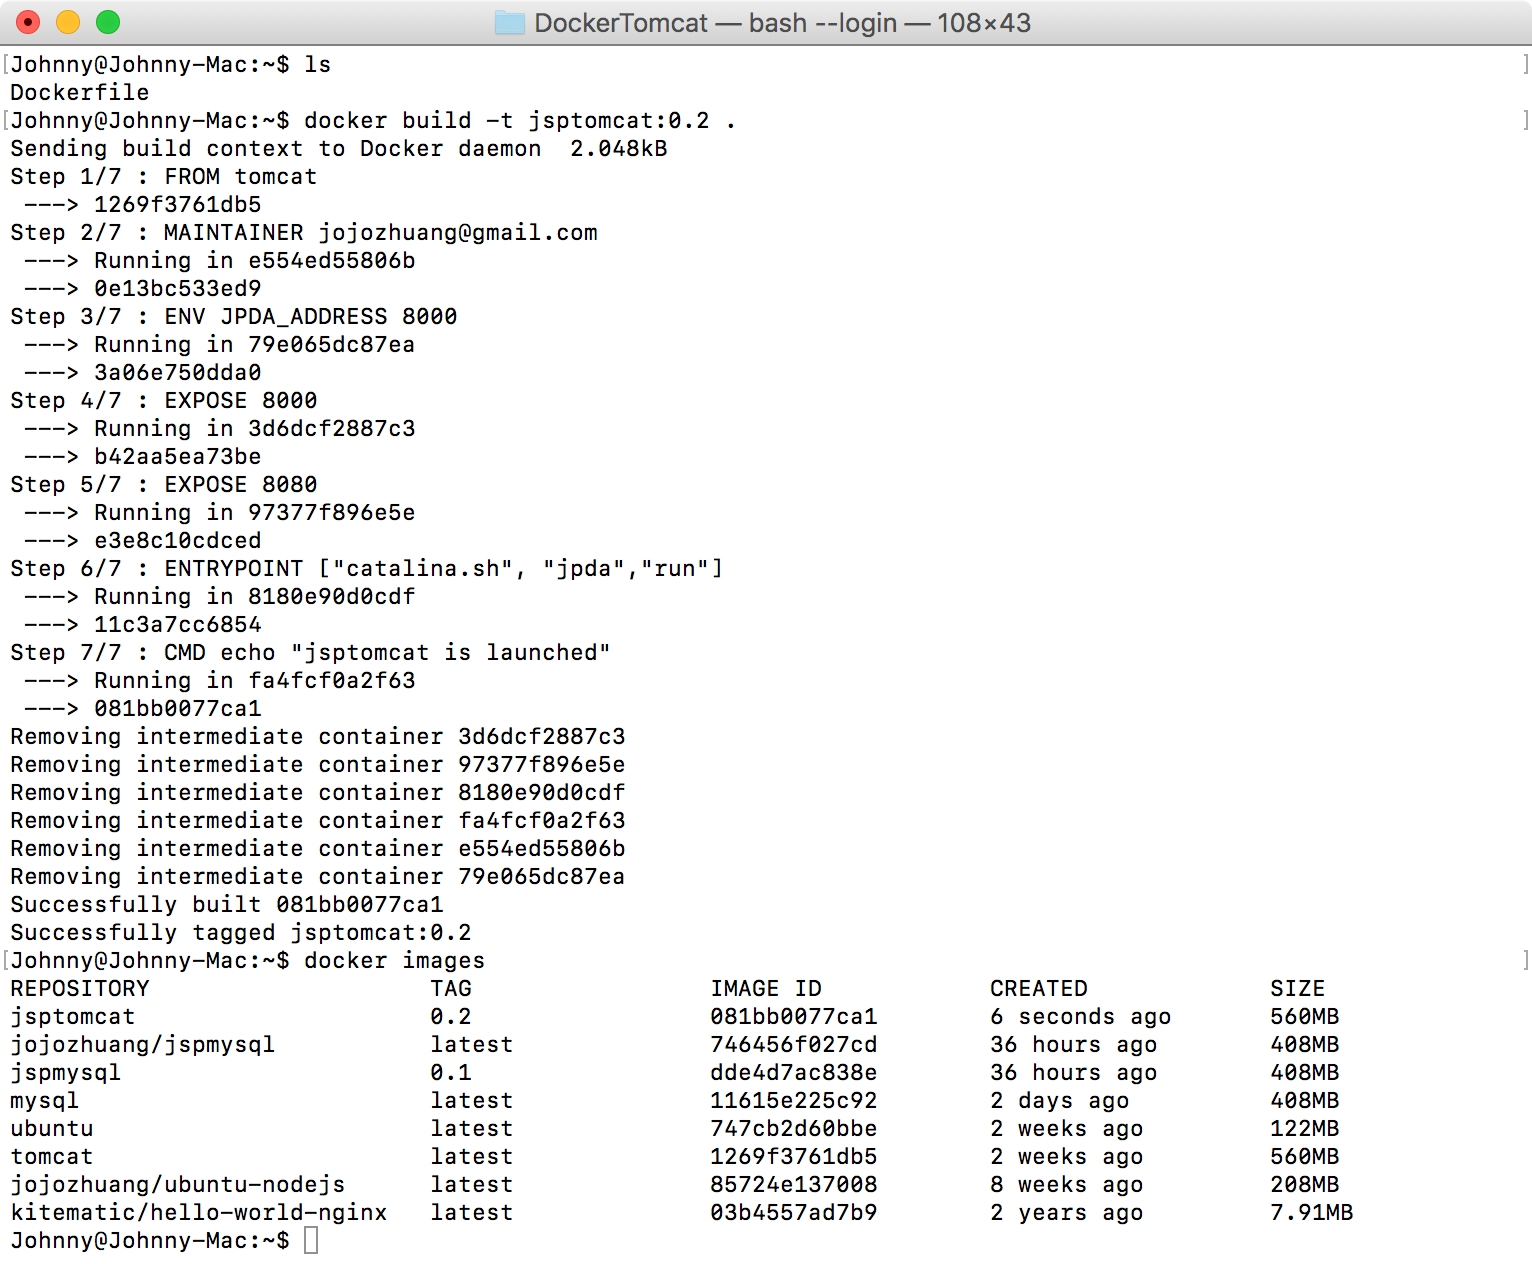 DockerTomcat — bash --login — 108×43
[Johnny@Johnny-Mac:~$ ls ]
Dockerfile
[Johnny@Johnny-Mac:~$ docker build -t jsptomcat:0.2 . ]
Sending build context to Docker daemon  2.048kB
Step 1/7 : FROM tomcat
 ---> 1269f3761db5
Step 2/7 : MAINTAINER jojozhuang@gmail.com
 ---> Running in e554ed55806b
 ---> 0e13bc533ed9
Step 3/7 : ENV JPDA_ADDRESS 8000
 ---> Running in 79e065dc87ea
 ---> 3a06e750dda0
Step 4/7 : EXPOSE 8000
 ---> Running in 3d6dcf2887c3
 ---> b42aa5ea73be
Step 5/7 : EXPOSE 8080
 ---> Running in 97377f896e5e
 ---> e3e8c10cdced
Step 6/7 : ENTRYPOINT ["catalina.sh", "jpda","run"]
 ---> Running in 8180e90d0cdf
 ---> 11c3a7cc6854
Step 7/7 : CMD echo "jsptomcat is launched"
 ---> Running in fa4fcf0a2f63
 ---> 081bb0077ca1
Removing intermediate container 3d6dcf2887c3
Removing intermediate container 97377f896e5e
Removing intermediate container 8180e90d0cdf
Removing intermediate container fa4fcf0a2f63
Removing intermediate container e554ed55806b
Removing intermediate container 79e065dc87ea
Successfully built 081bb0077ca1
Successfully tagged jsptomcat:0.2
[Johnny@Johnny-Mac:~$ docker images ]
REPOSITORY                    TAG                 IMAGE ID            CREATED             SIZE
jsptomcat                     0.2                 081bb0077ca1        6 seconds ago       560MB
jojozhuang/jspmysql           latest              746456f027cd        36 hours ago        408MB
jspmysql                      0.1                 dde4d7ac838e        36 hours ago        408MB
mysql                         latest              11615e225c92        2 days ago          408MB
ubuntu                        latest              747cb2d60bbe        2 weeks ago         122MB
tomcat                        latest              1269f3761db5        2 weeks ago         560MB
jojozhuang/ubuntu-nodejs      latest              85724e137008        8 weeks ago         208MB
kitematic/hello-world-nginx   latest              03b4557ad7b9        2 years ago         7.91MB
Johnny@Johnny-Mac:~$